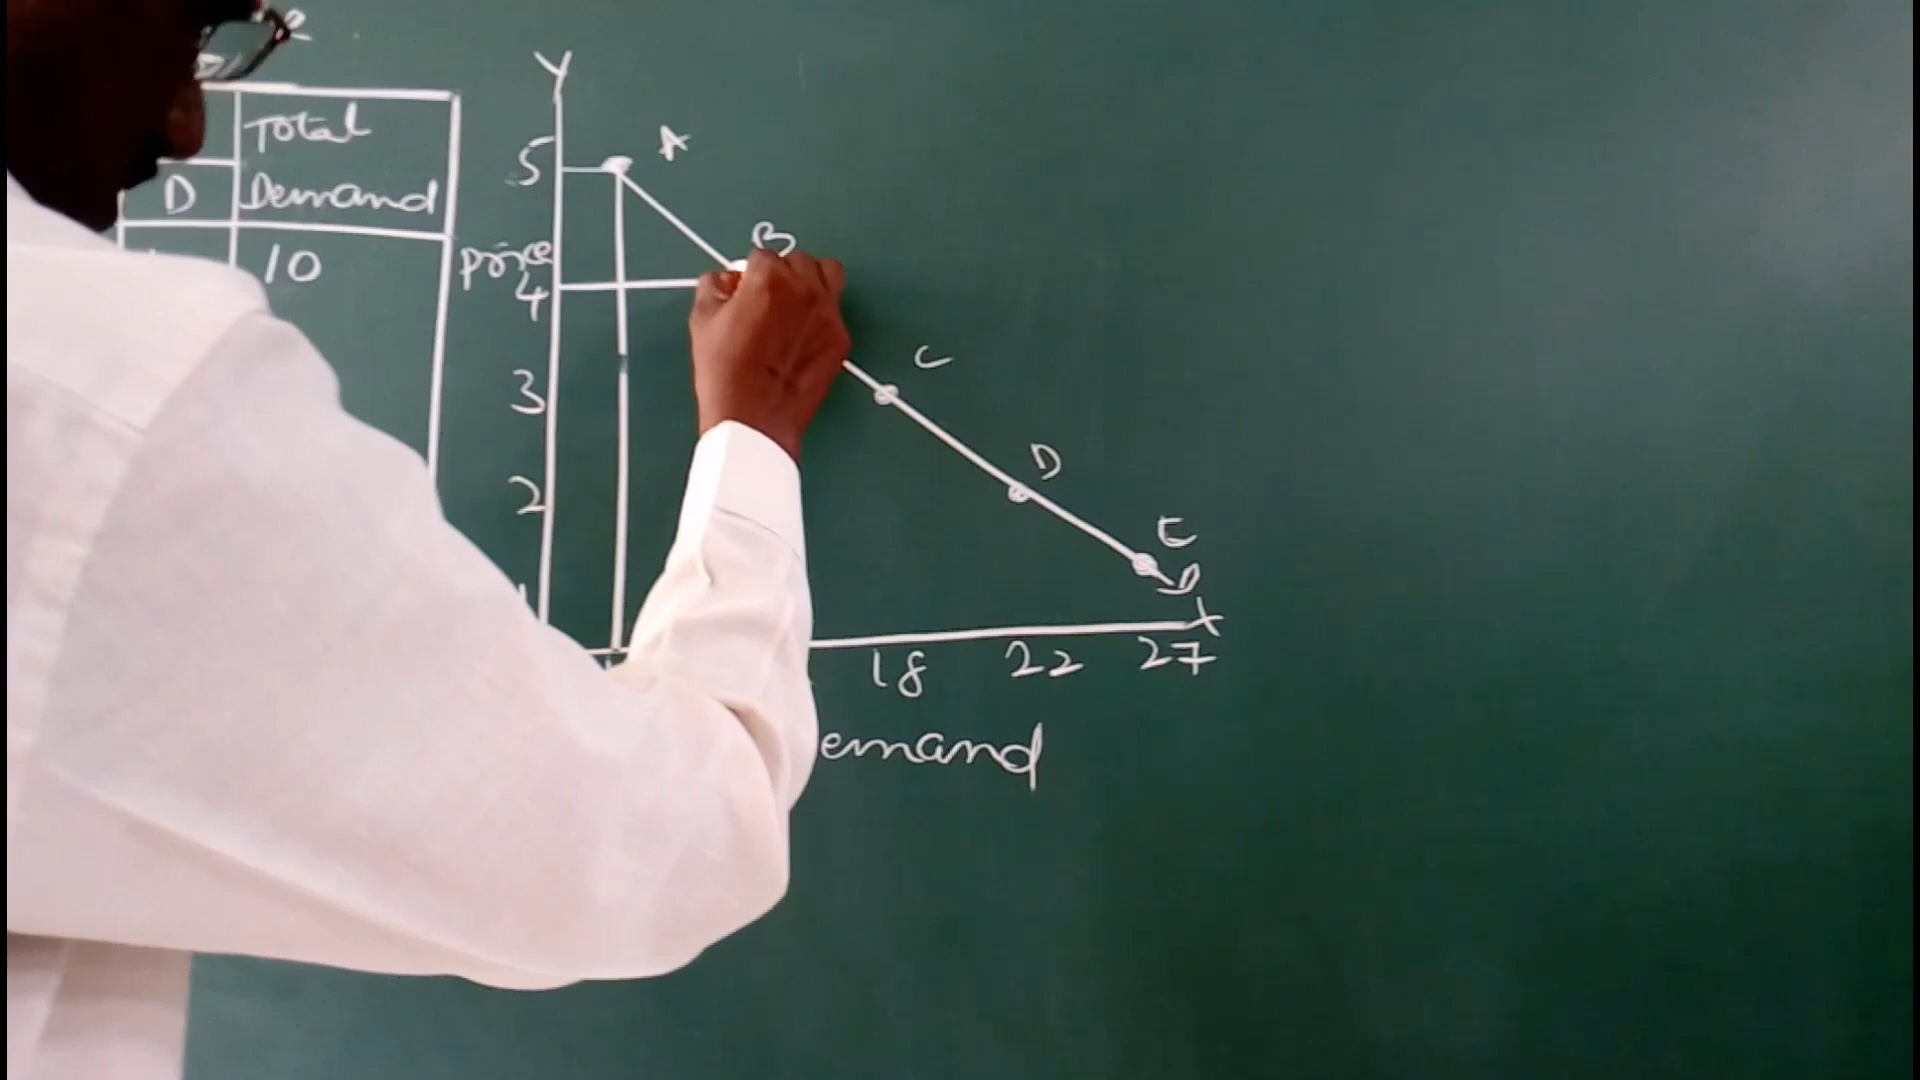 Total
D Demand
10
Y
5 A
B
price
4
3 C
2 D
E
D
X
18 22 27
emand